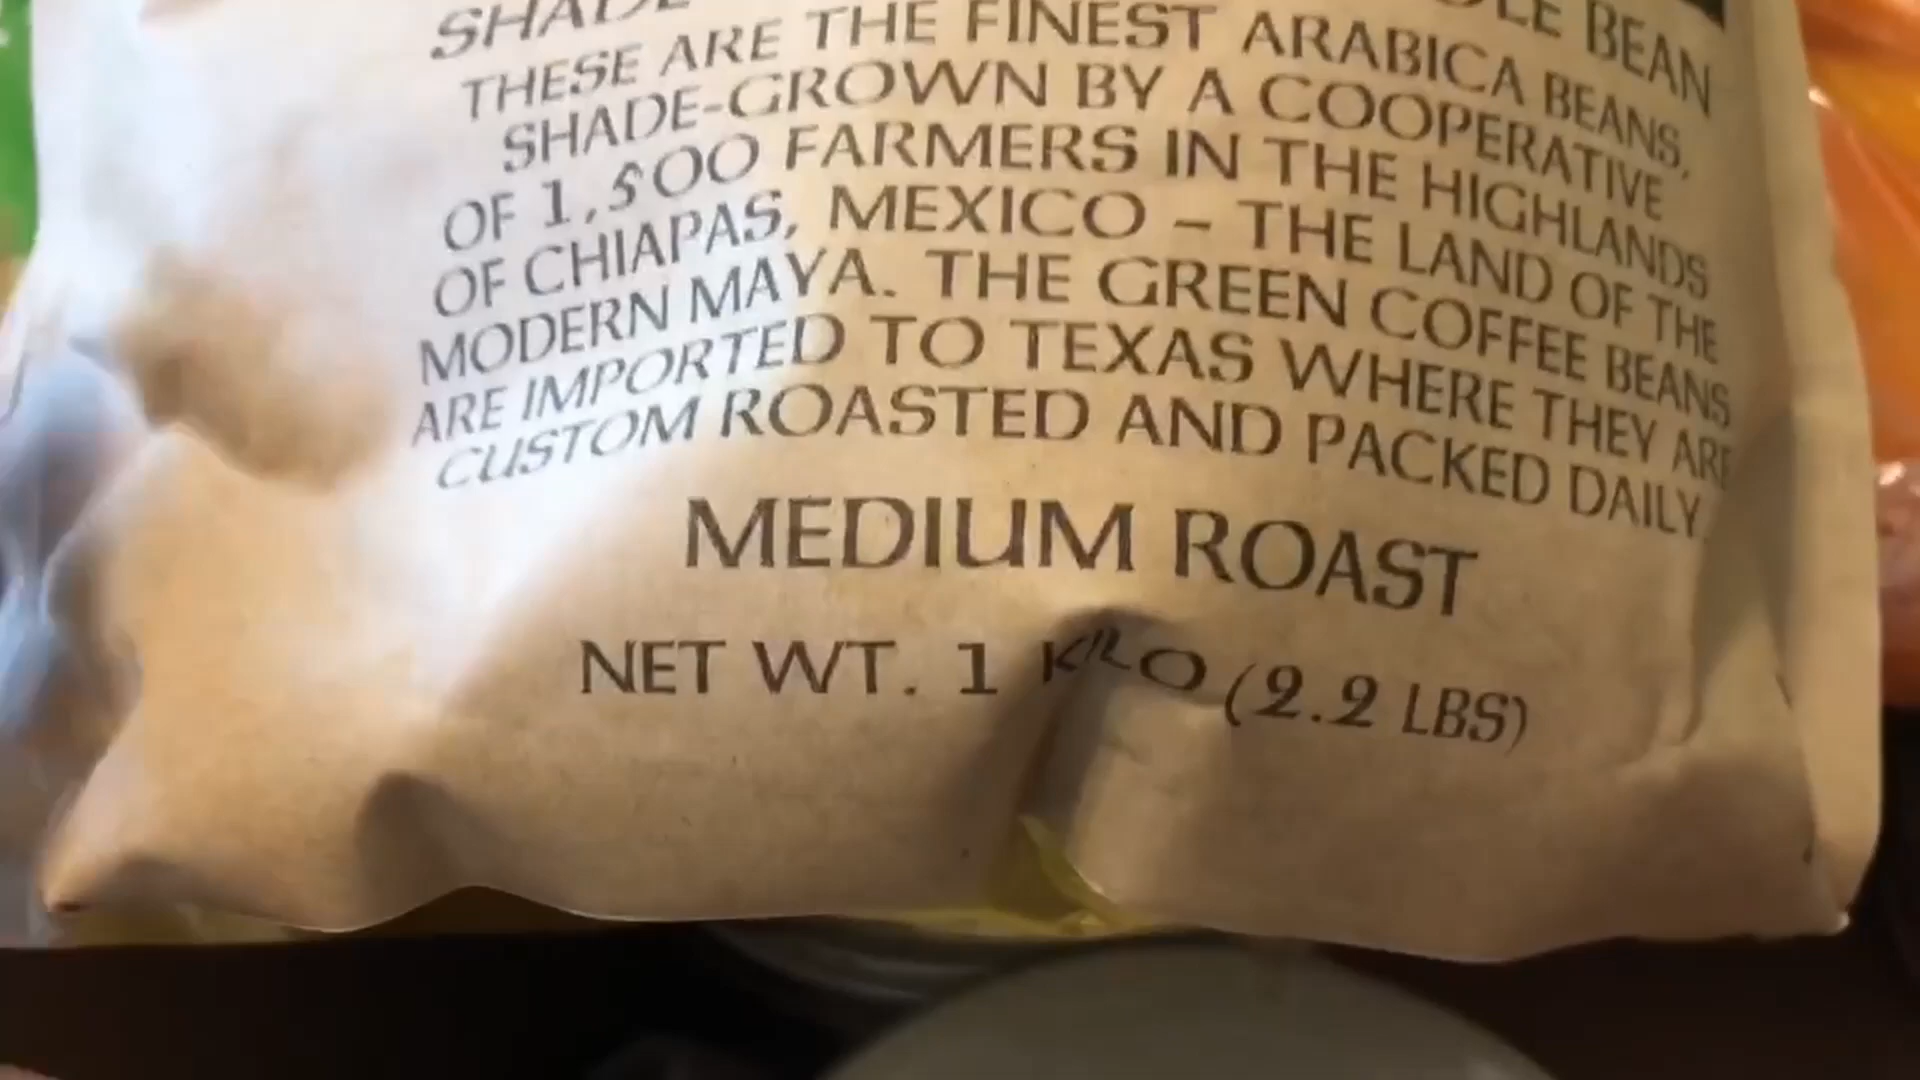 SHADE
BEAN
THESE ARE THE FINEST ARABICA BEANS,
SHADE-GROWN BY A COOPERATIVE
OF 1,500 FARMERS IN THE HIGHLANDS
OF CHIAPAS, MEXICO – THE LAND OF THE
MODERN MAYA. THE GREEN COFFEE BEANS
ARE IMPORTED TO TEXAS WHERE THEY ARE
CUSTOM ROASTED AND PACKED DAILY
MEDIUM ROAST
NET WT. 1 KILO (2.2 LBS)